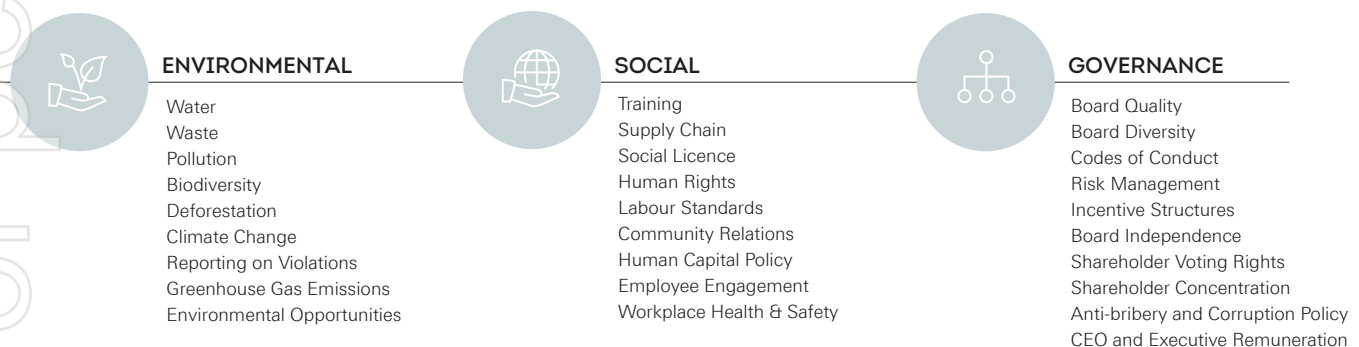 ENVIRONMENTAL
Water
Waste
Pollution
Biodiversity
Deforestation
Climate Change
Reporting on Violations
Greenhouse Gas Emissions
Environmental Opportunities
SOCIAL
Training
Supply Chain
Social Licence
Human Rights
Labour Standards
Community Relations
Human Capital Policy
Employee Engagement
Workplace Health & Safety
GOVERNANCE
Board Quality
Board Diversity
Codes of Conduct
Risk Management
Incentive Structures
Board Independence
Shareholder Voting Rights
Shareholder Concentration
Anti-bribery and Corruption Policy
CEO and Executive Remuneration